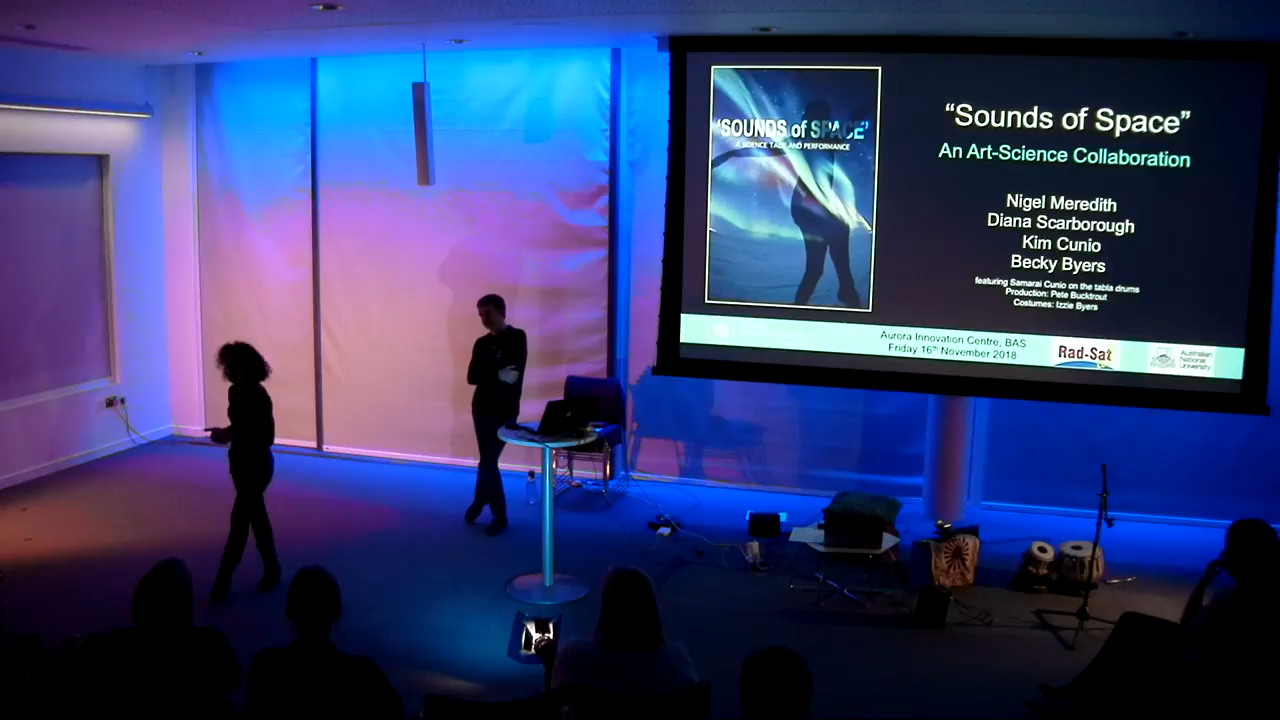 'SOUNDS of SPACE'
A SCIENCE TALK AND PERFORMANCE
“Sounds of Space”
An Art-Science Collaboration
Nigel Meredith
Diana Scarborough
Kim Cunio
Becky Byers
featuring Samarai Cunio on the tabla drums
Production: Pete Bucktrout
Costumes: Izzie Byers
Aurora Innovation Centre, BAS
Friday 16th November 2018
Rad-Sat
Australian
National
University